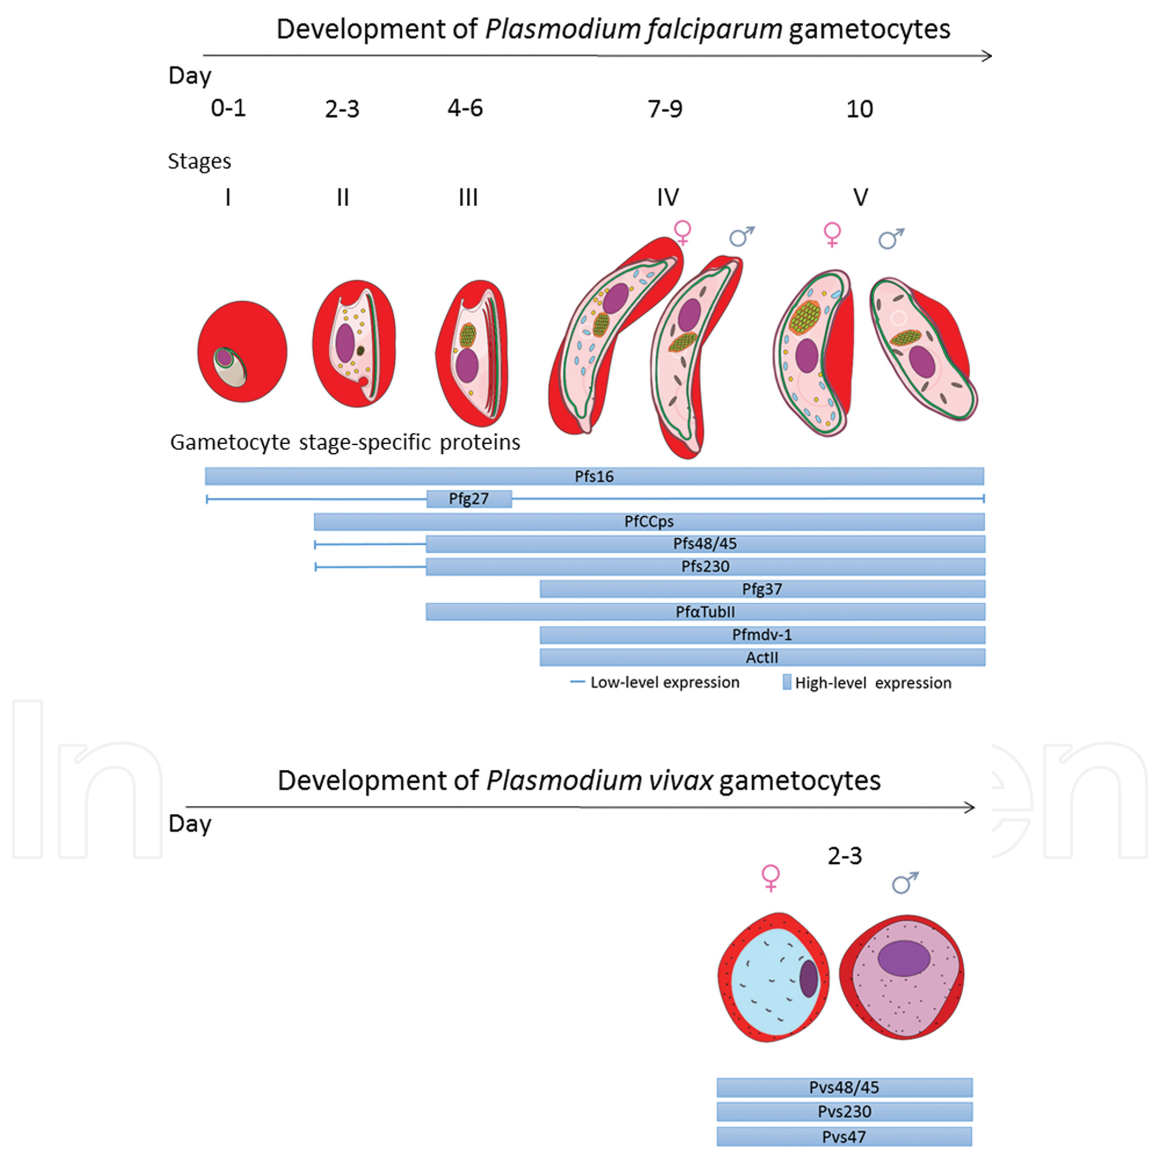 Development of Plasmodium falciparum gametocytes
Day
0-1 2-3 4-6 7-9 10
Stages
I II III IV V
♀ ♂ ♀ ♂
Gametocyte stage-specific proteins
Pfs16
Pfg27
PfCCps
Pfs48/45
Pfs230
Pfg37
PfαTubII
Pfmdv-1
ActII
Low-level expression High-level expression
In en
Development of Plasmodium vivax gametocytes
Day
2-3
♀ ♂
Pvs48/45
Pvs230
Pvs47